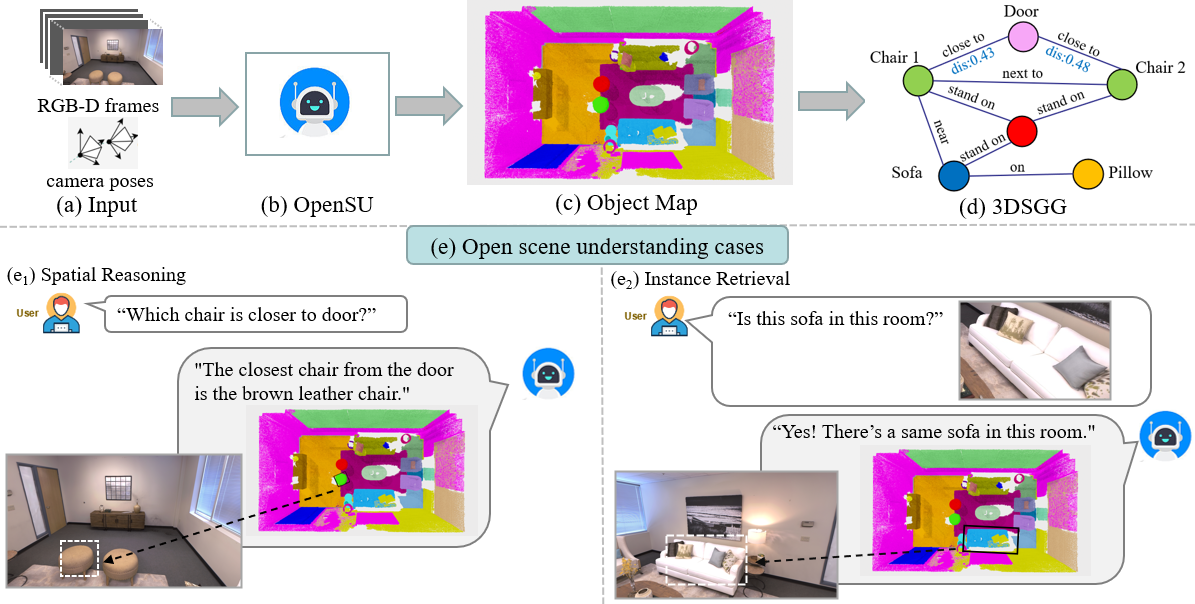 RGB-D frames
camera poses
(a) Input
(b) OpenSU
(c) Object Map
Door
close to
dis:0.43
close to
dis:0.48
Chair 1
Chair 2
next to
stand on
stand on
near
stand on
Sofa
on
Pillow
(d) 3DSGG
(e) Open scene understanding cases
(e1) Spatial Reasoning
User
“Which chair is closer to door?”
"The closest chair from the door
is the brown leather chair."
(e2) Instance Retrieval
User
“Is this sofa in this room?”
“Yes! There’s a same sofa in this room."